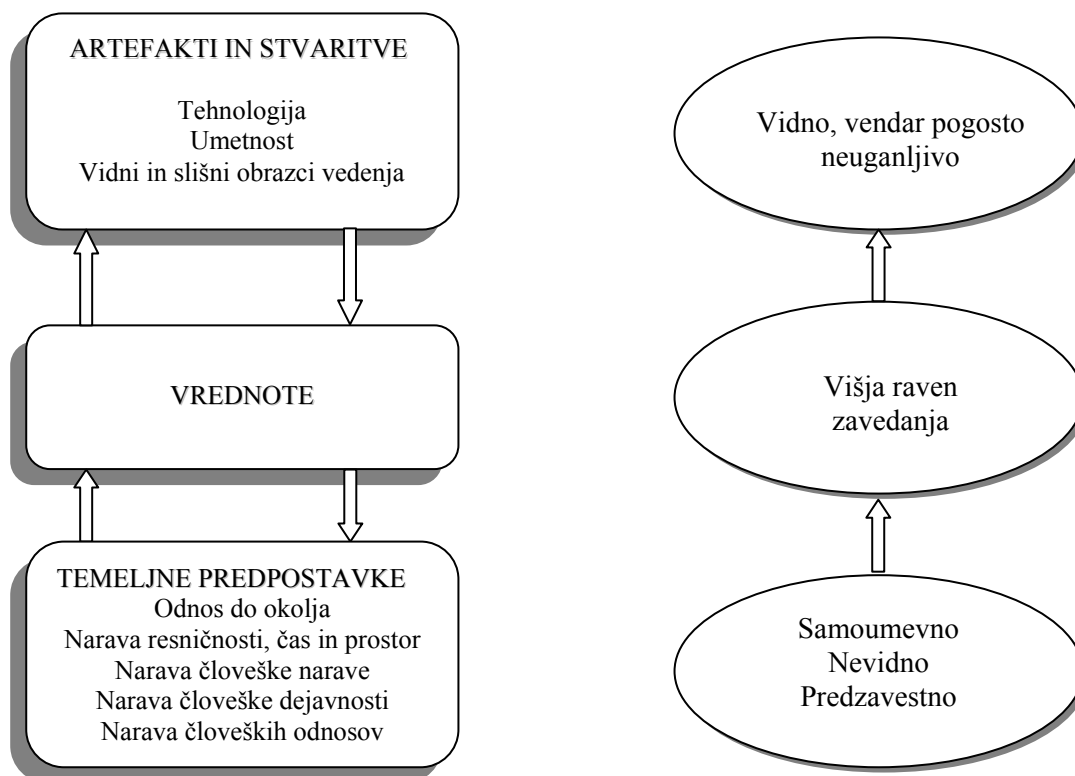 ARTEFAKTI IN STVARITVE
Tehnologija
Umetnost
Vidni in slišni obrazci vedenja
Vidno, vendar pogosto
neuganljivo
VREDNOTE
Višja raven
zavedanja
TEMELJNE PREDPOSTAVKE
Odnos do okolja
Narava resničnosti, čas in prostor
Narava človeške narave
Narava človeške dejavnosti
Narava človeških odnosov
Samoumevno
Nevidno
Predzavestno